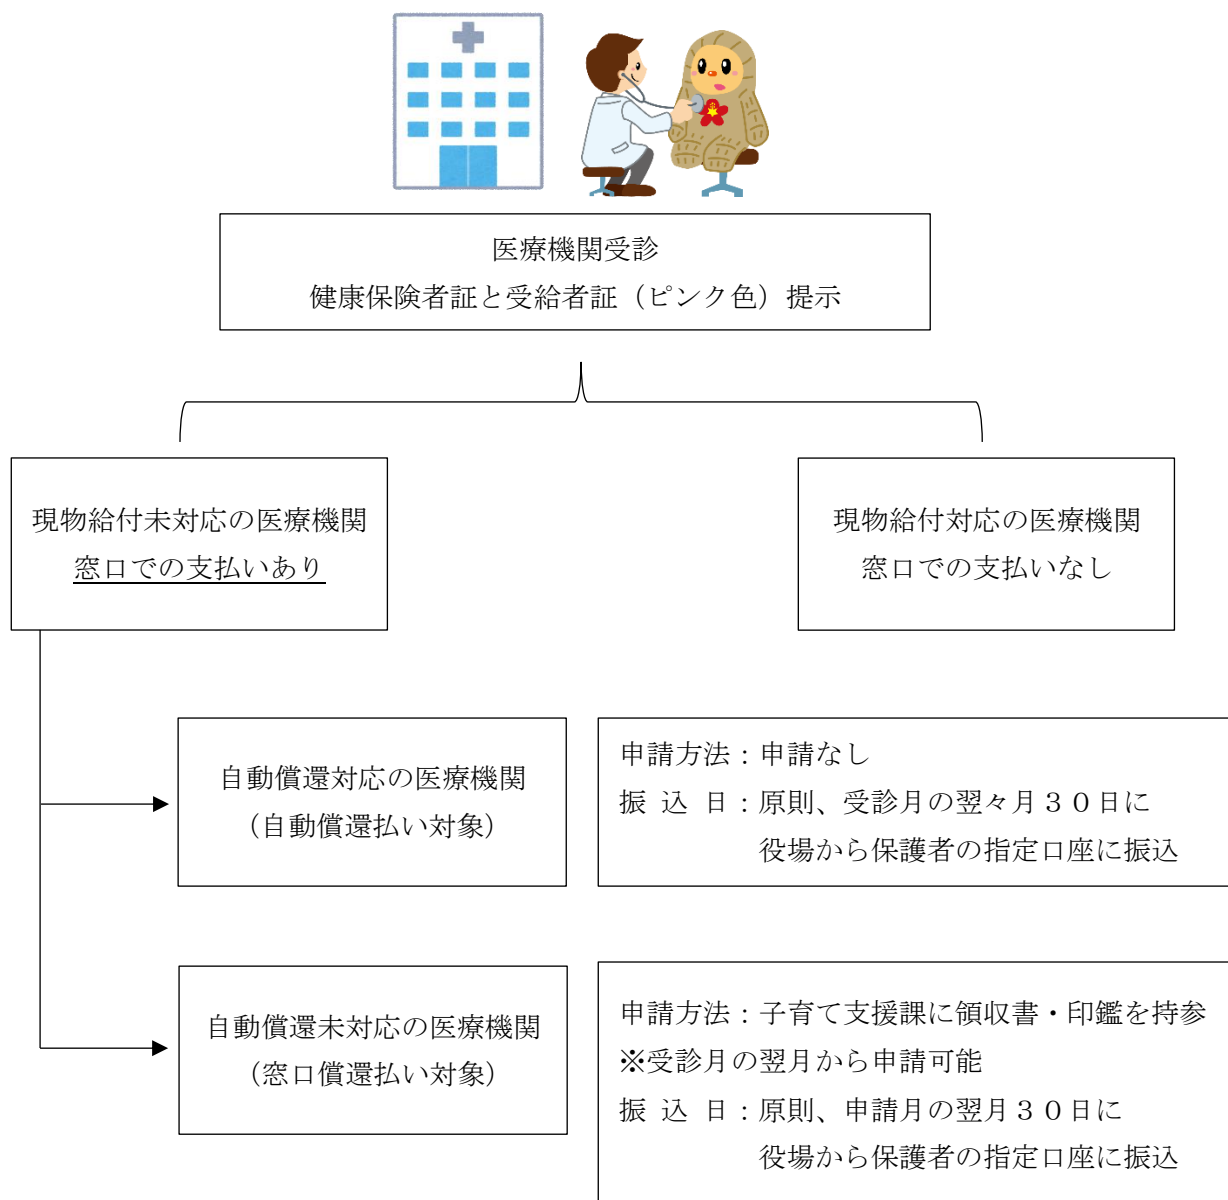 医療機関受診
健康保険者証と受給者証（ピンク色）提示
現物給付未対応の医療機関
窓口での支払いあり
現物給付対応の医療機関
窓口での支払いなし
自動償還対応の医療機関
（自動償還払い対象）
申請方法：申請なし
振 込 日：原則、受診月の翌々月３０日に
役場から保護者の指定口座に振込
自動償還未対応の医療機関
（窓口償還払い対象）
申請方法：子育て支援課に領収書・印鑑を持参
※受診月の翌月から申請可能
振 込 日：原則、申請月の翌月３０日に
役場から保護者の指定口座に振込